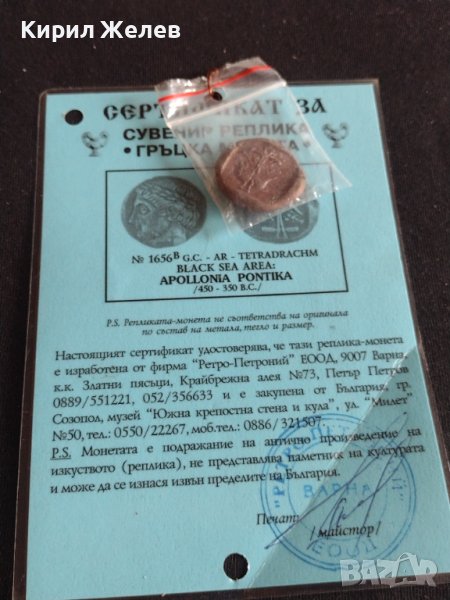 Кирил Желев
СЕРТИФИКАТ ЗА
СУВЕНИР РЕПЛИКА
• ГРЪЦКА МОНЕТА •
№ 1656B G.C. - AR - TETRADRACHM
BLACK SEA AREA:
APOLLONIA PONTIKA
/450 - 350 B.C./
P.S. Репликата-монета не съответства на оригинала
по състав на метала, тегло и размер.
Настоящият сертификат удостоверява, че тази реплика-монета
е изработена от фирма "Ретро-Петроний" ЕООД, 9007 Варна,
к.к. Златни пясъци, Крайбрежна алея №73, Петър Петров
0889/551221, 052/356633 и е закупена от България, гр.
Созопол, музей "Южна крепостна стена и кула", ул. "Милет"
№50, тел.: 0550/22267, моб.тел.: 0886/321507.
P.S. Монетата е подражание на антично произведение на
изкуството (реплика), не представлява паметник на културата
и може да се изнася извън пределите на България.
Печат:
/майстор/
ВАРНА
ЕООД
BAZAR